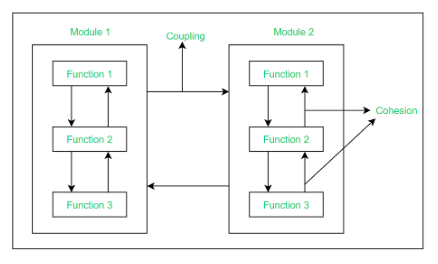 Module 1
Coupling
Module 2
Function 1
Function 2
Function 3
Function 1
Function 2
Function 3
Cohesion